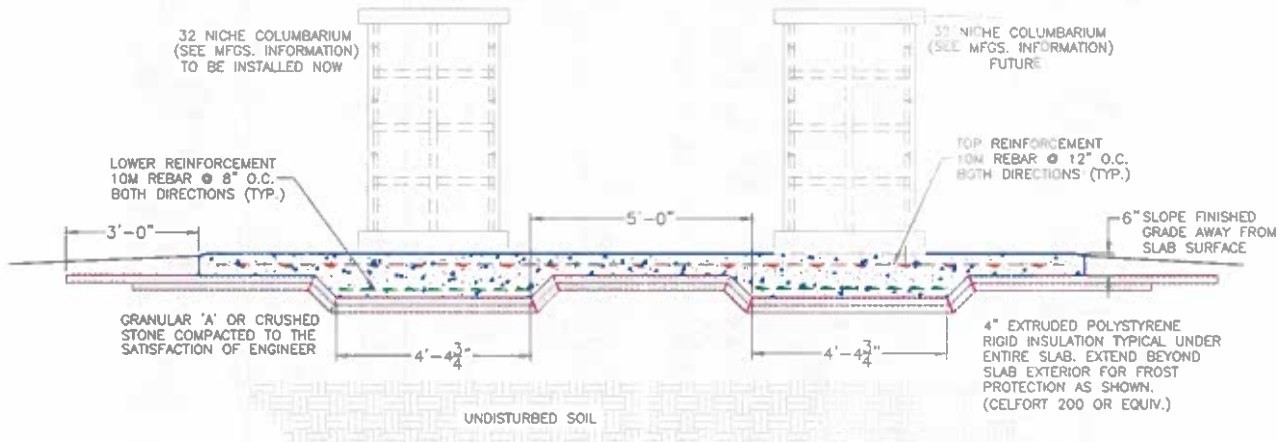 32 NICHE COLUMBARIUM
(SEE MFGS. INFORMATION)
TO BE INSTALLED NOW
32 NICHE COLUMBARIUM
(SEE MFGS. INFORMATION)
FUTURE
LOWER REINFORCEMENT
10M REBAR @ 8" O.C.
BOTH DIRECTIONS (TYP.)
TOP REINFORCEMENT
10M REBAR @ 12" O.C.
BOTH DIRECTIONS (TYP.)
3'-0"
5'-0"
6" SLOPE FINISHED
GRADE AWAY FROM
SLAB SURFACE
GRANULAR 'A' OR CRUSHED
STONE COMPACTED TO THE
SATISFACTION OF ENGINEER
4'-4 3/4"
4'-4 3/4"
4" EXTRUDED POLYSTYRENE
RIGID INSULATION TYPICAL UNDER
ENTIRE SLAB. EXTEND BEYOND
SLAB EXTERIOR FOR FROST
PROTECTION AS SHOWN.
(CELFORT 200 OR EQUIV.)
UNDISTURBED SOIL